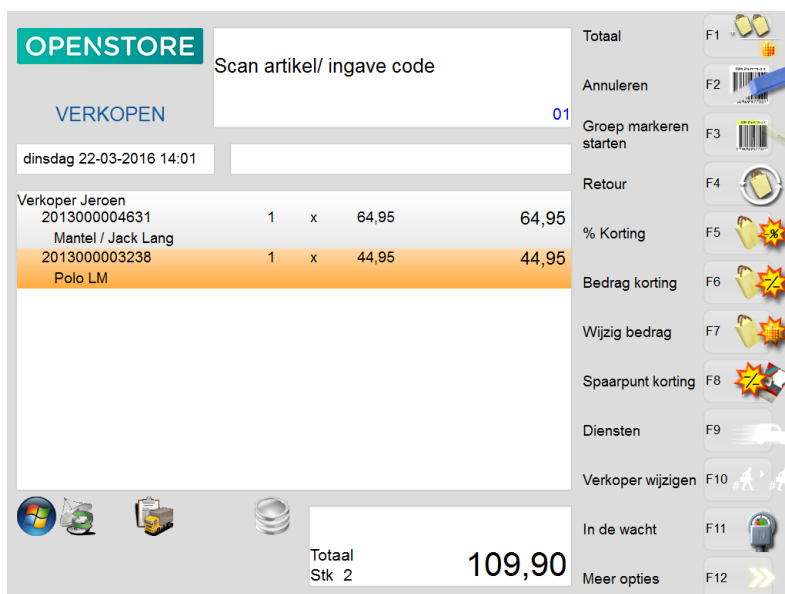 OPENSTORE
Scan artikel/ ingave code
VERKOPEN
01
dinsdag 22-03-2016 14:01
Verkoper Jeroen
2013000004631 1 x 64,95 64,95
Mantel / Jack Lang
2013000003238 1 x 44,95 44,95
Polo LM
Totaal
Stk 2 109,90
Totaal F1
Annuleren F2
Groep markeren F3
starten
Retour F4
% Korting F5
Bedrag korting F6
Wijzig bedrag F7
Spaarpunt korting F8
Diensten F9
Verkoper wijzigen F10
In de wacht F11
Meer opties F12